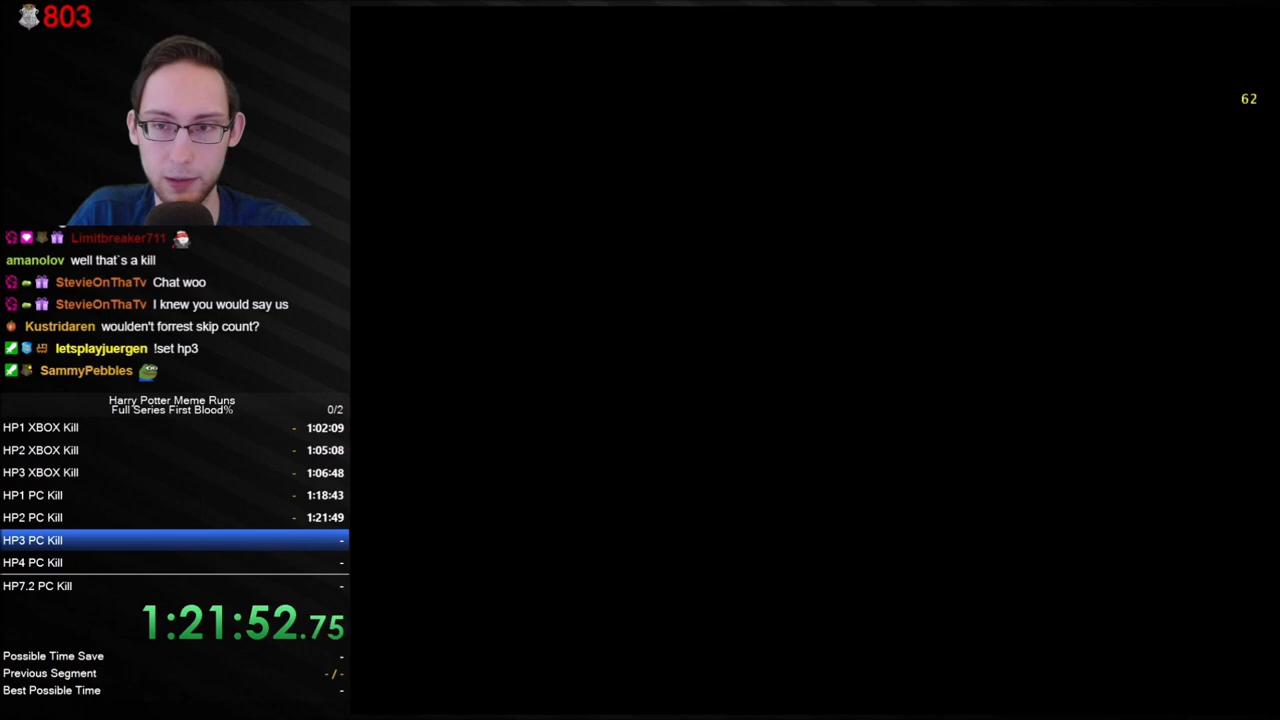 803
62
Limitbreaker711
amanolov well that`s a kill
StevieOnThaTv Chat woo
StevieOnThaTv I knew you would say us
Kustridaren woulden't forrest skip count?
letsplayjuergen !set hp3
SammyPebbles
Harry Potter Meme Runs
Full Series First Blood% 0/2
HP1 XBOX Kill - 1:02:09
HP2 XBOX Kill - 1:05:08
HP3 XBOX Kill - 1:06:48
HP1 PC Kill - 1:18:43
HP2 PC Kill - 1:21:49
HP3 PC Kill -
HP4 PC Kill -
HP7.2 PC Kill -
1:21:52.75
Possible Time Save -
Previous Segment - / -
Best Possible Time -